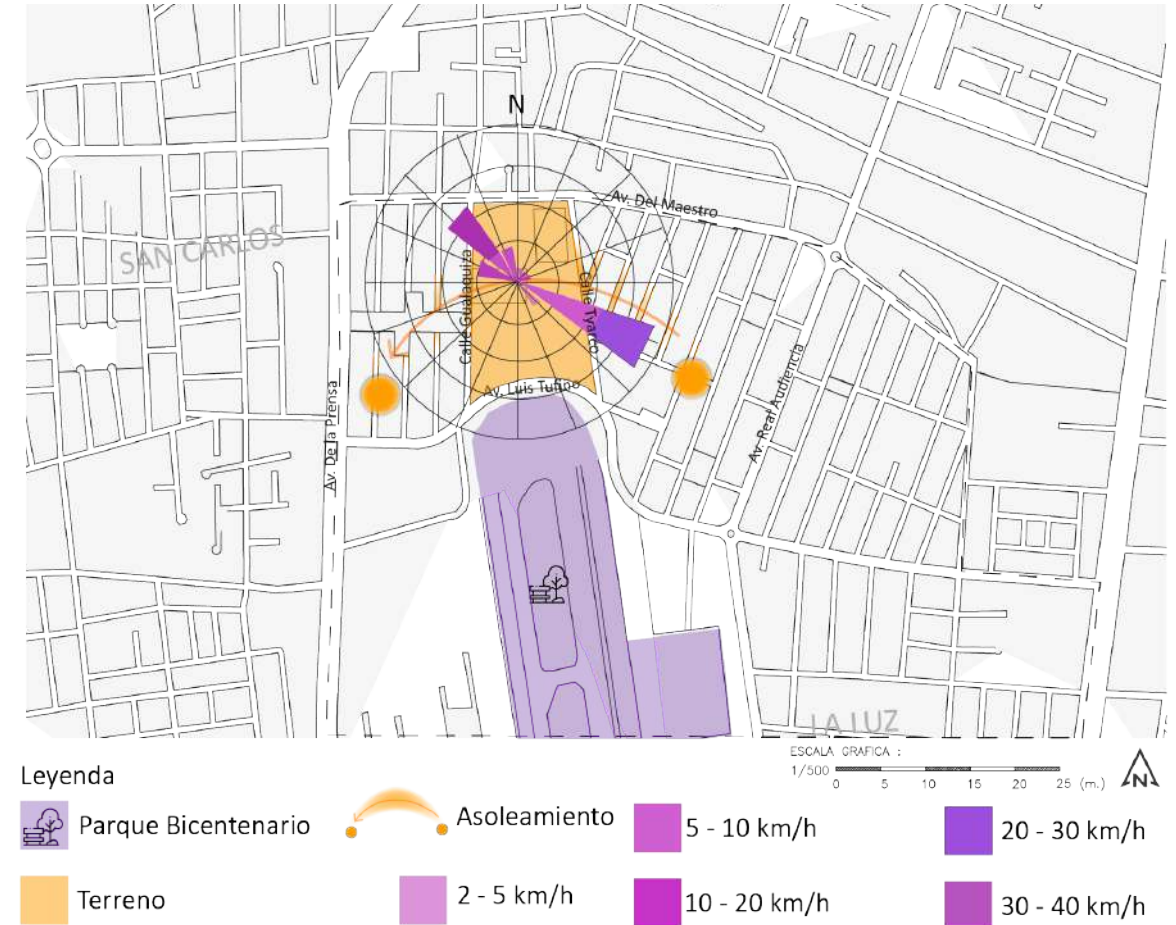 N
Av. Del Maestro
SAN CARLOS
Calle Gualaquiza
Calle Tyarco
Av. Luis Tufiño
Av. De la Prensa
Av. Real Audiencia
LA LUZ
ESCALA GRAFICA :
1/500 0 5 10 15 20 25 (m.)
N
Leyenda
Parque Bicentenario
Asoleamiento
5 - 10 km/h
20 - 30 km/h
Terreno
2 - 5 km/h
10 - 20 km/h
30 - 40 km/h